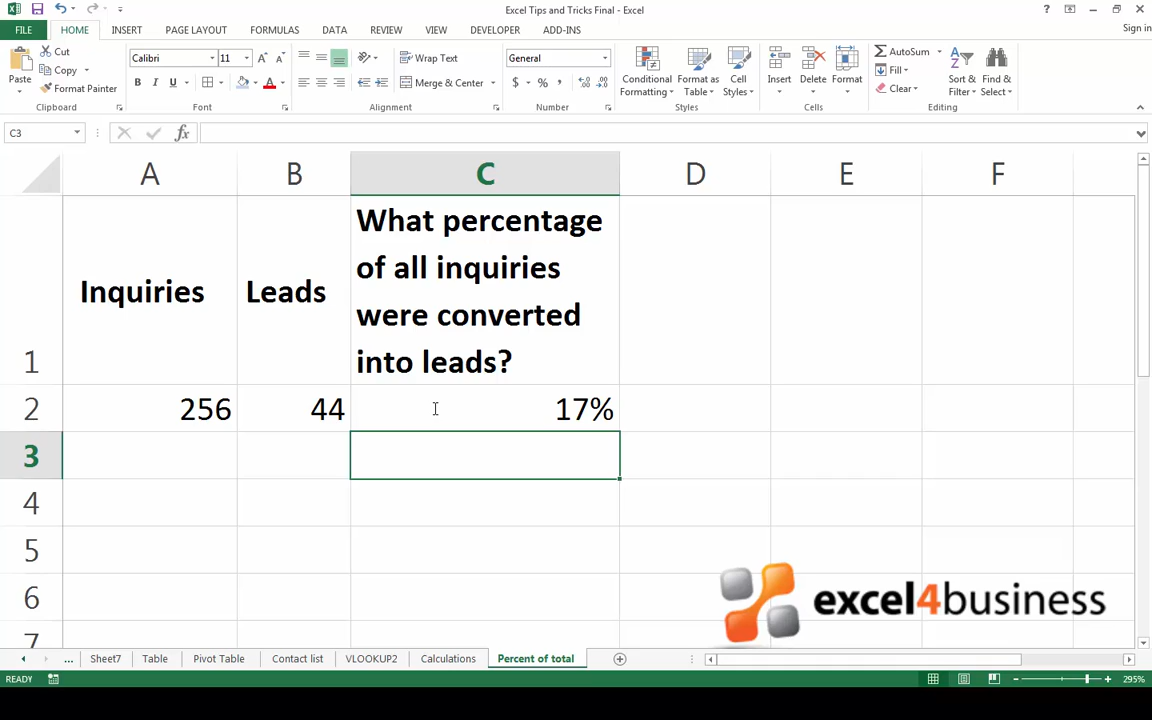 Excel Tips and Tricks Final - Excel
FILE HOME INSERT PAGE LAYOUT FORMULAS DATA REVIEW VIEW DEVELOPER ADD-INS Sign in
Paste
Cut
Copy
Format Painter
Clipboard
Calibri 11
B I U
A
Font
Wrap Text
Merge & Center
Alignment
General
$ % ,
Number
Conditional Formatting
Format as Table
Cell Styles
Styles
Insert
Delete
Format
Cells
AutoSum
Fill
Clear
Sort & Filter
Find & Select
Editing
C3
fx
A B C D E F
1
Inquiries
Leads
What percentage
of all inquiries
were converted
into leads?
2 256 44 17%
3
4
5
6
7
excel4business
... Sheet7 Table Pivot Table Contact list VLOOKUP2 Calculations Percent of total
READY
295%